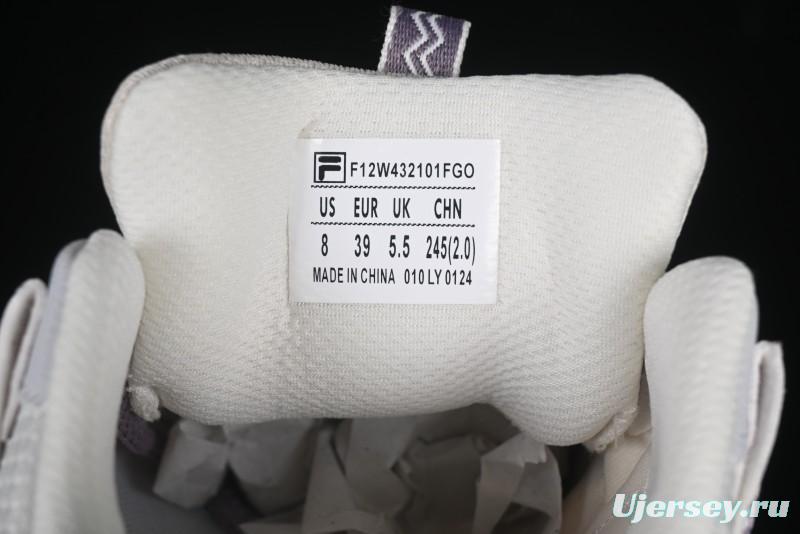 F12W432101FGO
US EUR UK CHN
8 39 5.5 245(2.0)
MADE IN CHINA 010 LY 0124
Ujersey.ru